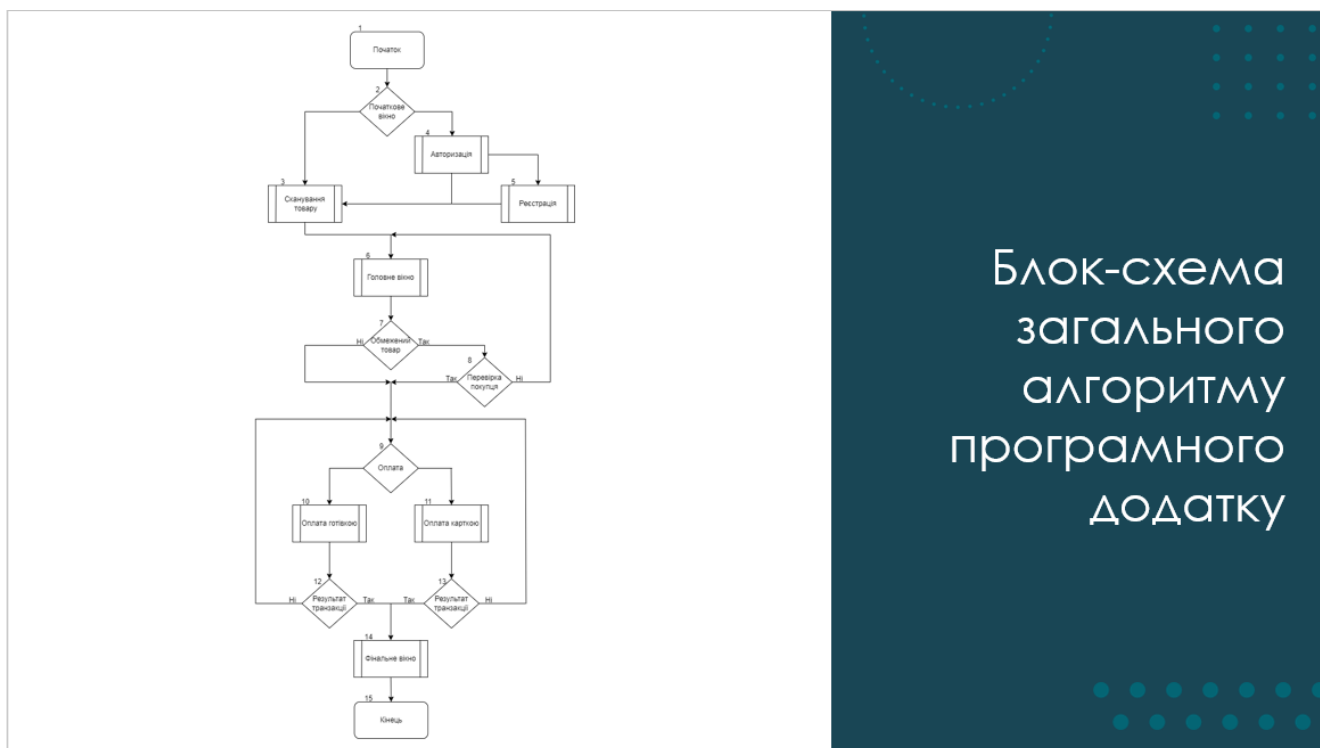 1
Початок
2
Початкове
вікно
4
Авторизація
3
Сканування
товару
5
Реєстрація
6
Головне вікно
7
Ні
Обмежений
товар
Так
8
Так
Перевірка
покупця
Ні
9
Оплата
10
Оплата готівкою
11
Оплата карткою
12
Ні
Результат
транзакції
Так
13
Так
Результат
транзакції
Ні
14
Фінальне вікно
15
Кінець
Блок-схема
загального
алгоритму
програмного
додатку